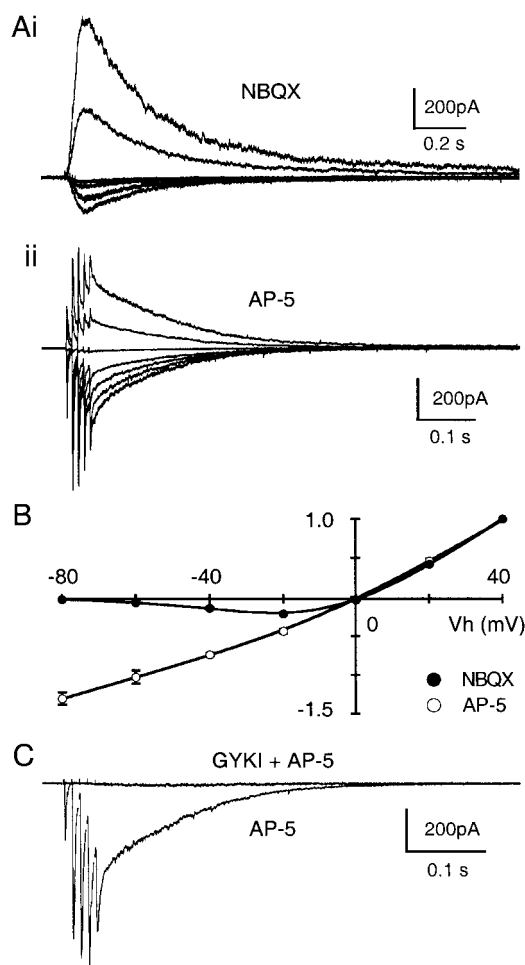 Ai
NBQX
200pA
0.2 s
ii
AP-5
200pA
0.1 s
B
1.0
-80 -40 40
0 Vh (mV)
NBQX
AP-5
-1.5
C
GYKI + AP-5
AP-5
200pA
0.1 s